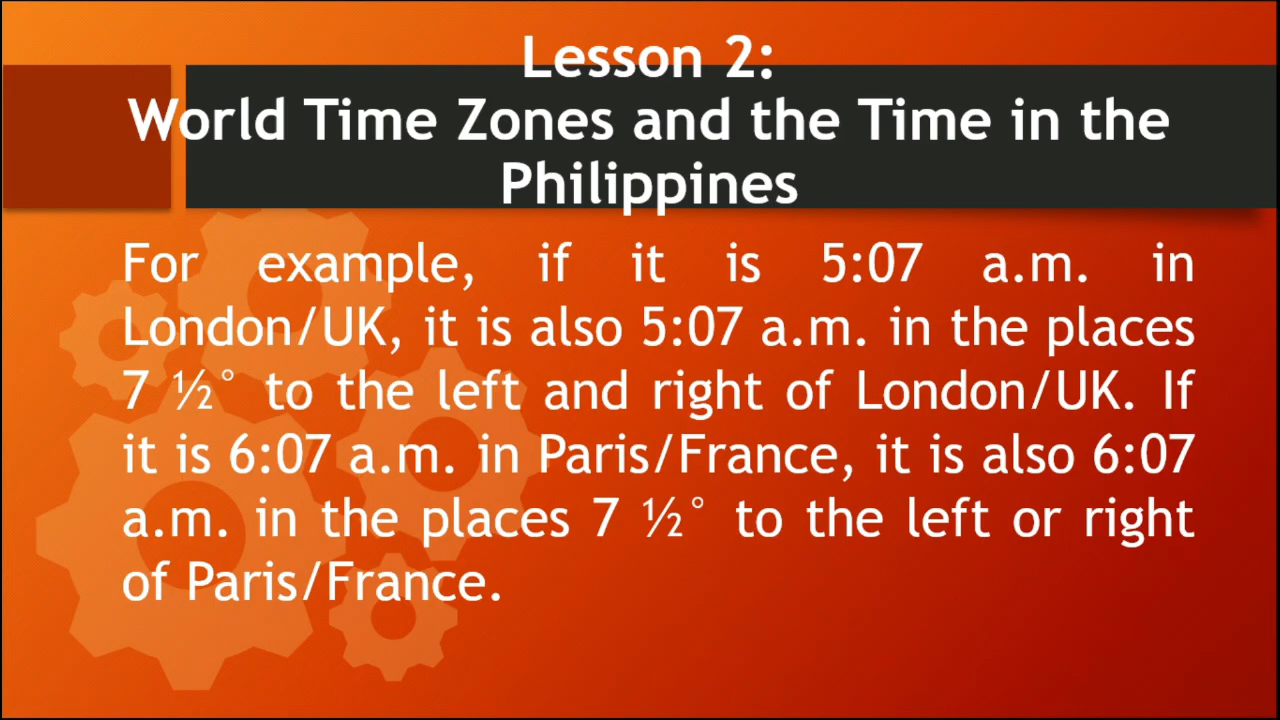 Lesson 2:
World Time Zones and the Time in the
Philippines
For example, if it is 5:07 a.m. in
London/UK, it is also 5:07 a.m. in the places
7 ½° to the left and right of London/UK. If
it is 6:07 a.m. in Paris/France, it is also 6:07
a.m. in the places 7 ½° to the left or right
of Paris/France.